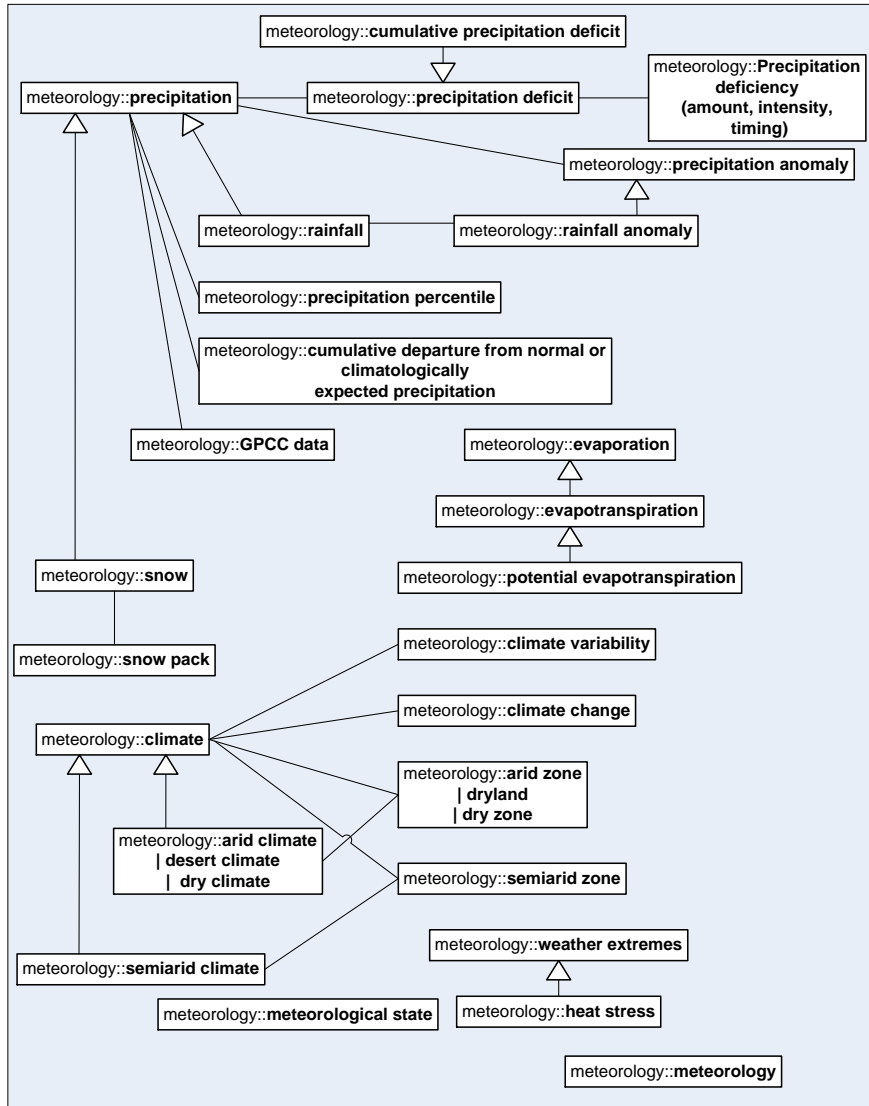 meteorology::cumulative precipitation deficit
meteorology::precipitation
meteorology::precipitation deficit
meteorology::Precipitation
deficiency
(amount, intensity,
timing)
meteorology::precipitation anomaly
meteorology::rainfall
meteorology::rainfall anomaly
meteorology::precipitation percentile
meteorology::cumulative departure from normal or
climatologically
expected precipitation
meteorology::GPCC data
meteorology::evaporation
meteorology::evapotranspiration
meteorology::snow
meteorology::potential evapotranspiration
meteorology::snow pack
meteorology::climate variability
meteorology::climate change
meteorology::climate
meteorology::arid zone
| dryland
| dry zone
meteorology::arid climate
| desert climate
| dry climate
meteorology::semiarid zone
meteorology::weather extremes
meteorology::semiarid climate
meteorology::meteorological state
meteorology::heat stress
meteorology::meteorology